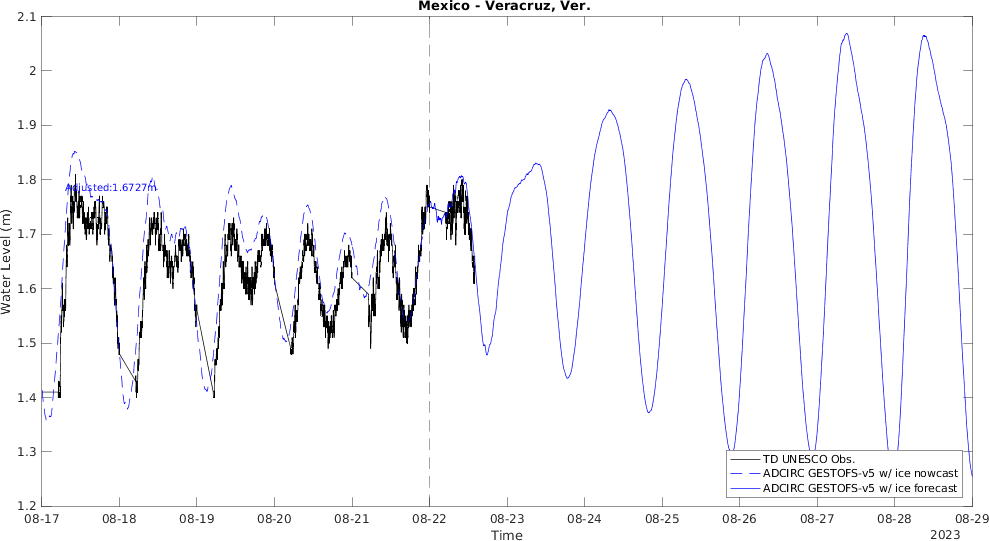 Mexico - Veracruz, Ver.
2.1
2
1.9
1.8
1.7
1.6
1.5
1.4
1.3
1.2
Water Level (m)
Adjusted:1.6727m
TD UNESCO Obs.
ADCIRC GESTOFS-v5 w/ ice nowcast
ADCIRC GESTOFS-v5 w/ ice forecast
08-17 08-18 08-19 08-20 08-21 08-22 08-23 08-24 08-25 08-26 08-27 08-28 08-29
Time
2023